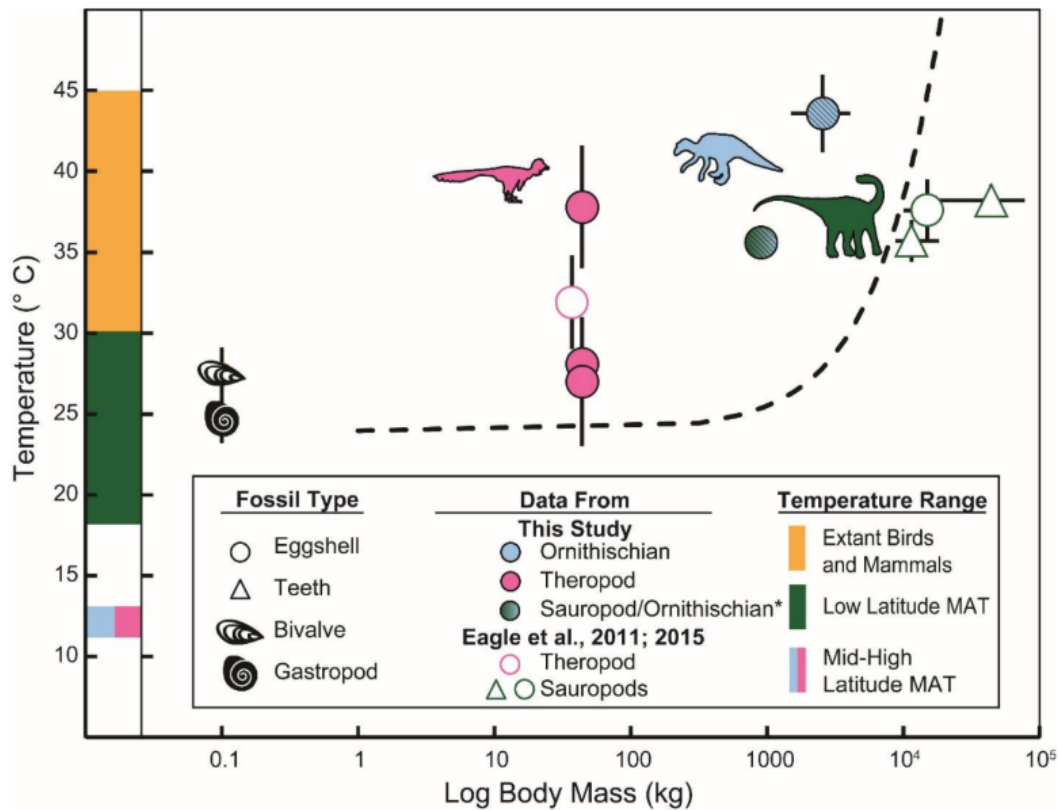 45
40
35
30
25
20
15
10
Temperature (° C)
Fossil Type
Eggshell
Teeth
Bivalve
Gastropod
Data From
This Study
Ornithischian
Theropod
Sauropod/Ornithischian*
Eagle et al., 2011; 2015
Theropod
Sauropods
Temperature Range
Extant Birds
and Mammals
Low Latitude MAT
Mid-High
Latitude MAT
0.1 1 10 100 1000 10⁴ 10⁵
Log Body Mass (kg)